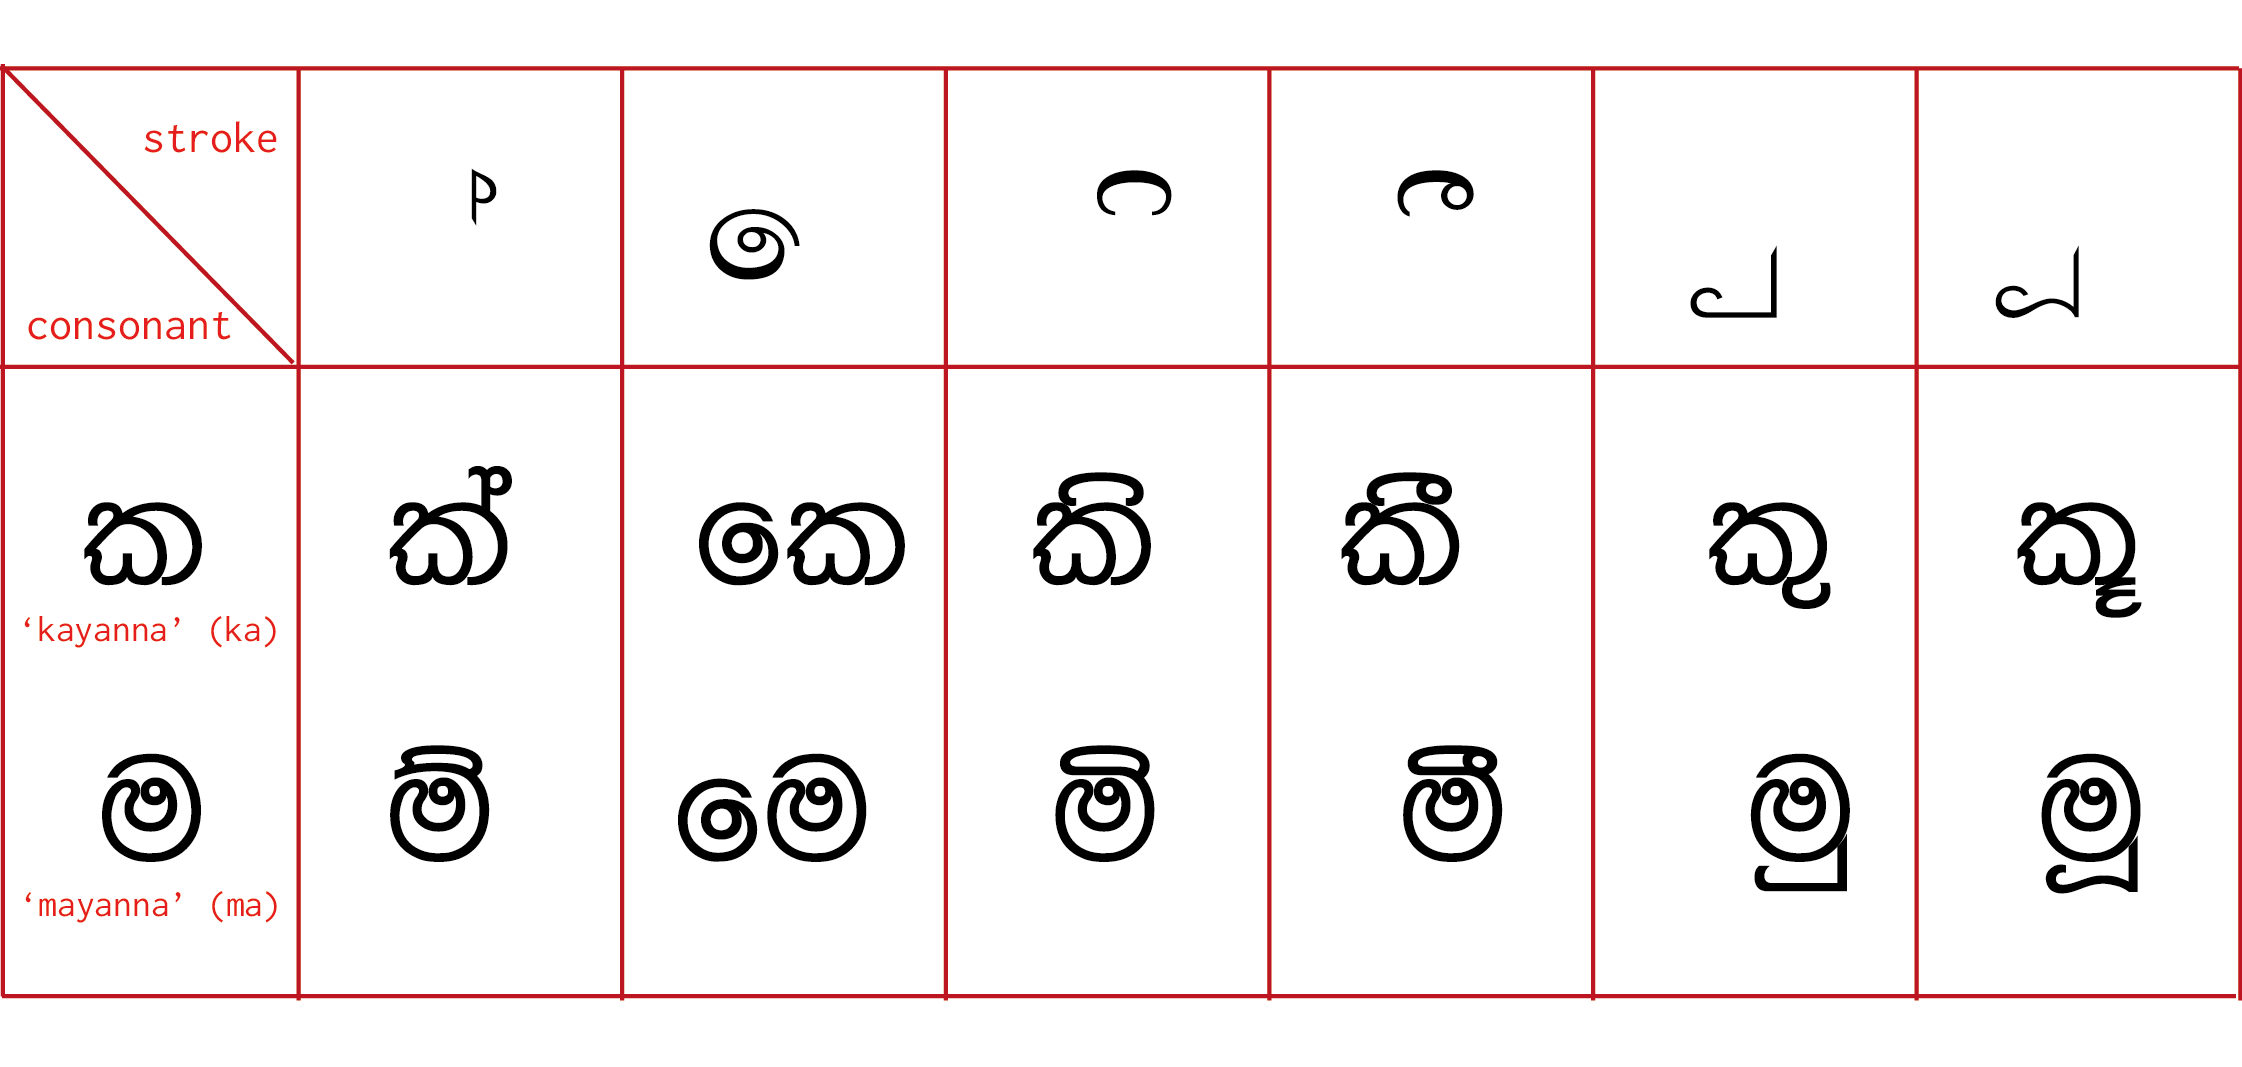 stroke
consonant
් ෙ ි ී ු ූ
ක ක් කෙ කි කී කු කූ
‘kayanna’ (ka)
ම ම් මෙ මි මී මු මූ
‘mayanna’ (ma)